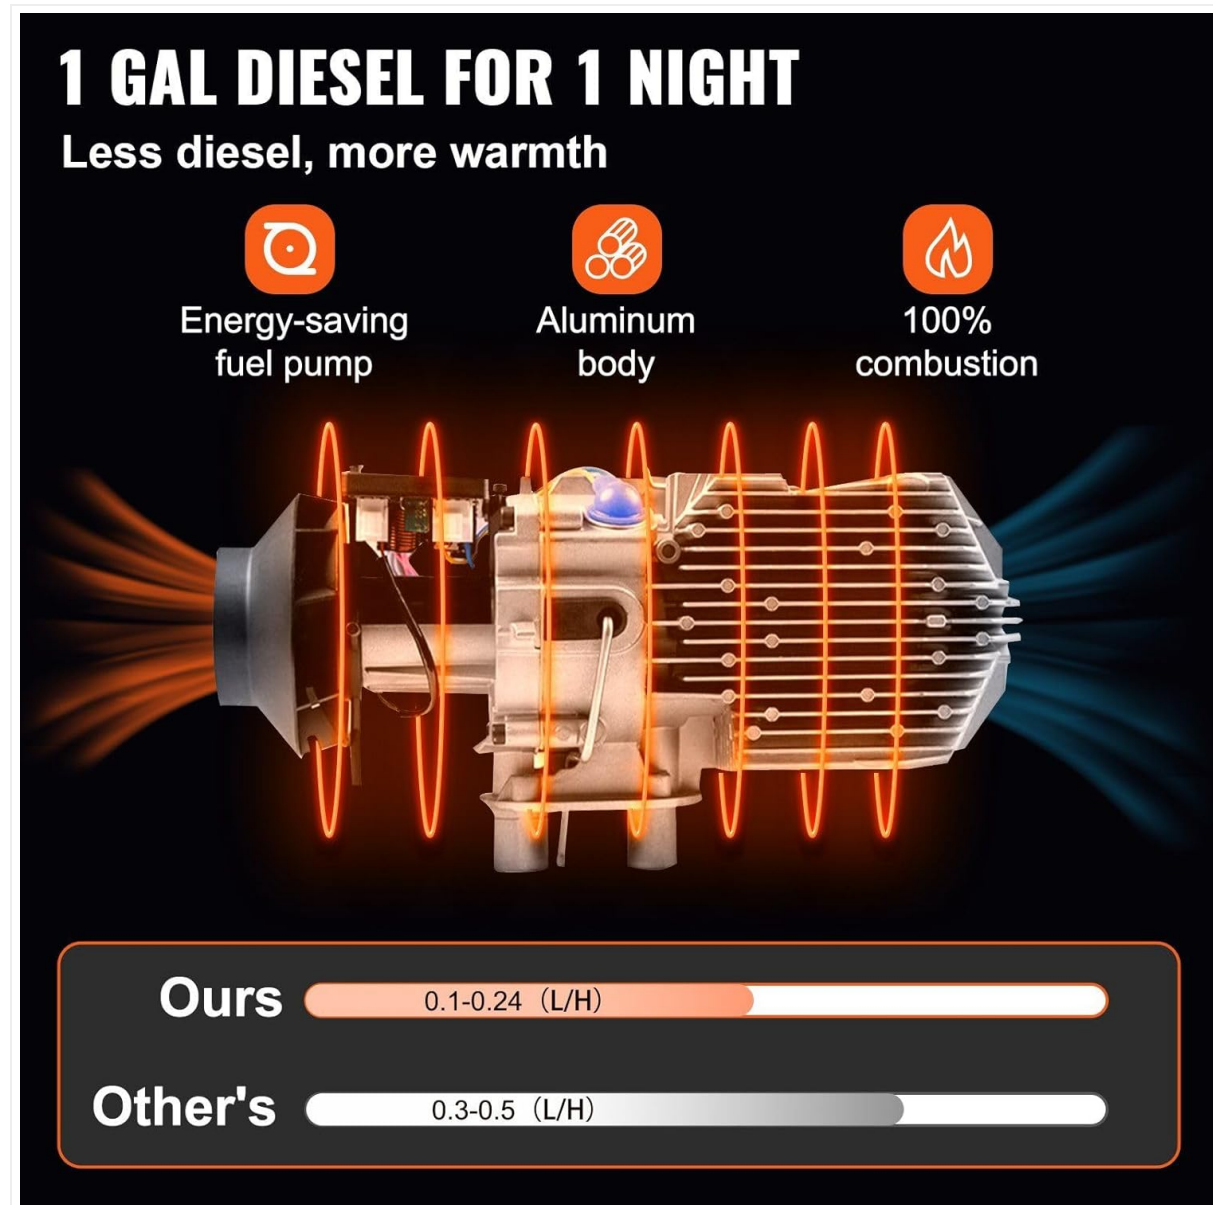 1 GAL DIESEL FOR 1 NIGHT
Less diesel, more warmth
Energy-saving
fuel pump
Aluminum
body
100%
combustion
Ours
0.1-0.24（L/H）
Other's
0.3-0.5（L/H）